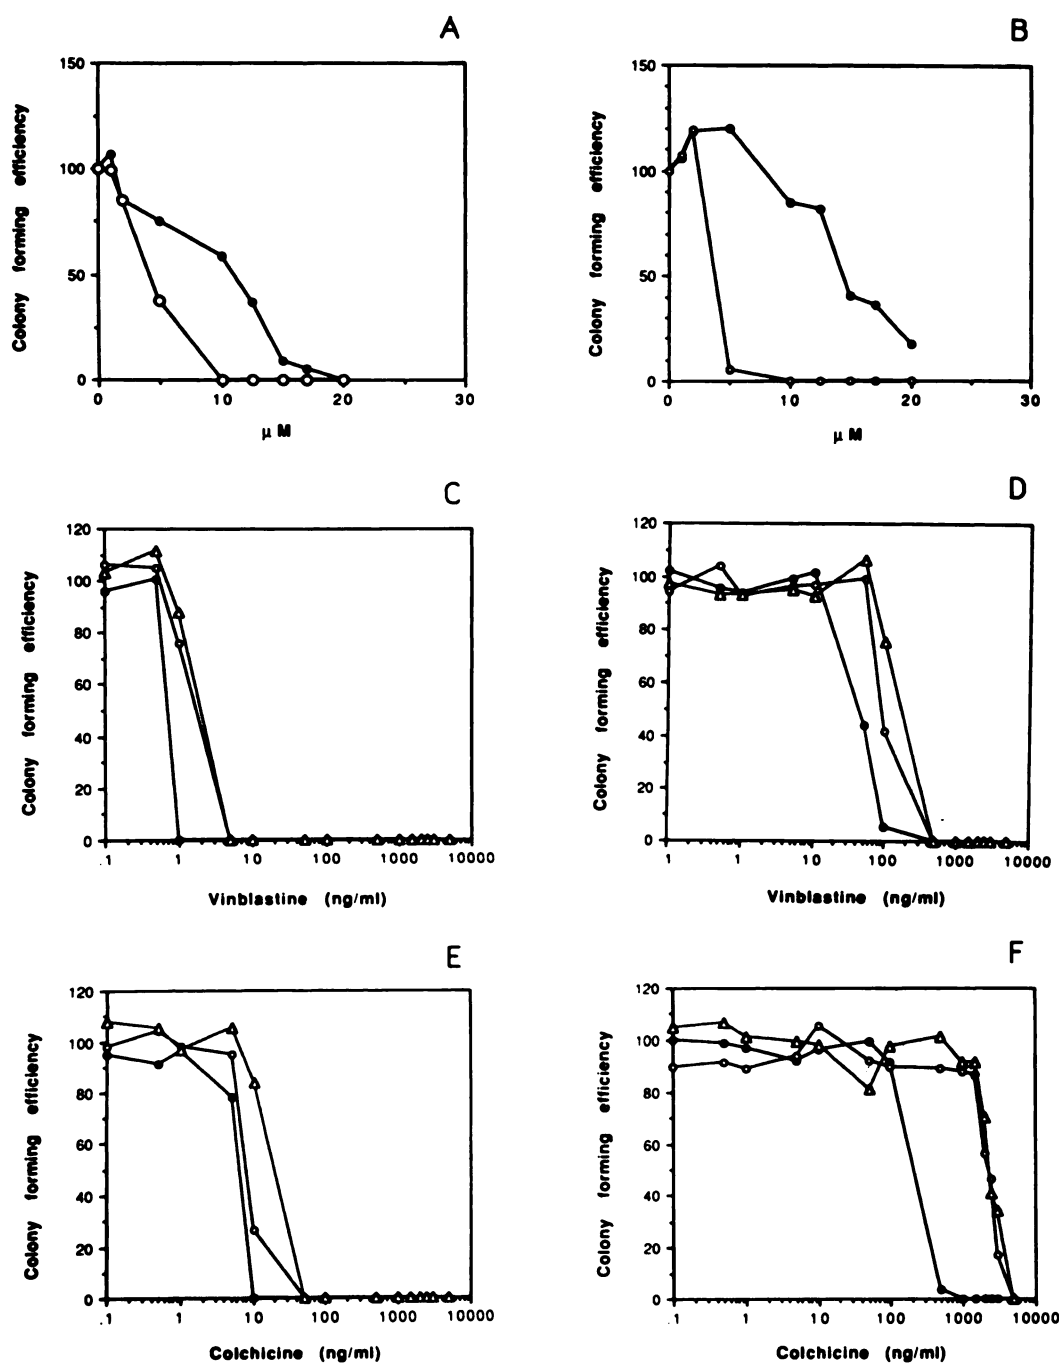 A
B
150
100
50
0
Colony forming efficiency
0 10 20 30
μM
150
100
50
0
Colony forming efficiency
0 10 20 30
μM
C
D
120
100
80
60
40
20
0
Colony forming efficiency
.1 1 10 100 1000 10000
Vinblastine (ng/ml)
120
100
80
60
40
20
0
Colony forming efficiency
1 1 10 100 1000 10000
Vinblastine (ng/ml)
E
F
120
100
80
60
40
20
0
Colony forming efficiency
.1 1 10 100 1000 10000
Colchicine (ng/ml)
120
100
80
60
40
20
0
Colony forming efficiency
.1 1 10 100 1000 10000
Colchicine (ng/ml)